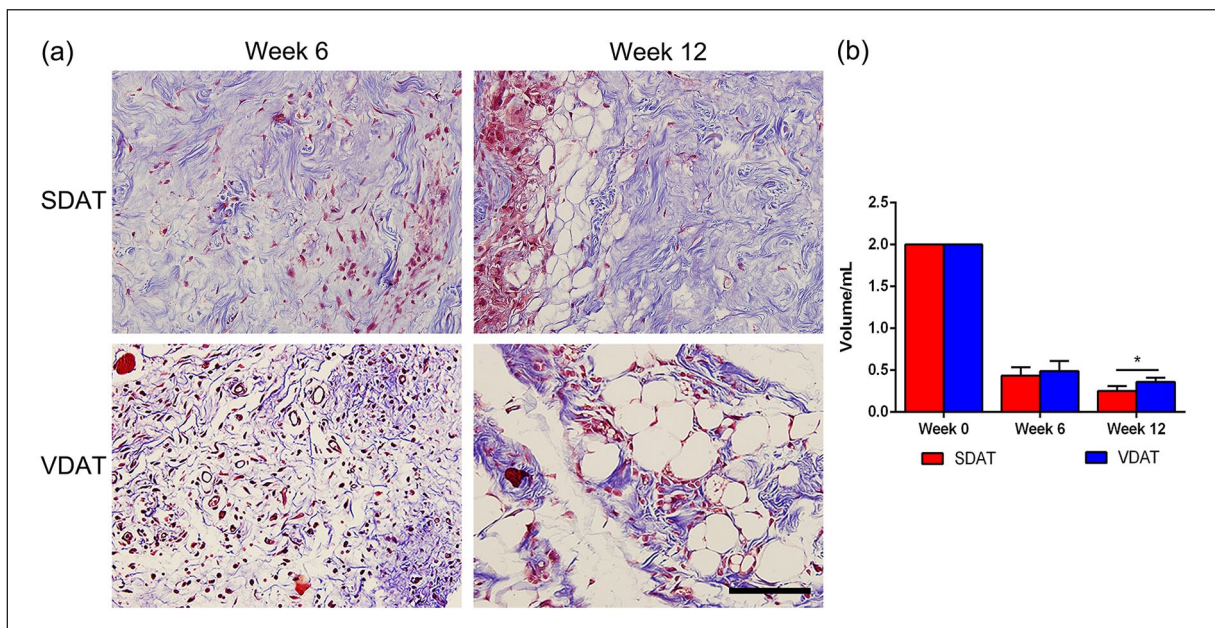 (a)
Week 6
Week 12
(b)
SDAT
VDAT
Volume/mL
2.5
2.0
1.5
1.0
0.5
0.0
*
Week 0
Week 6
Week 12
SDAT
VDAT